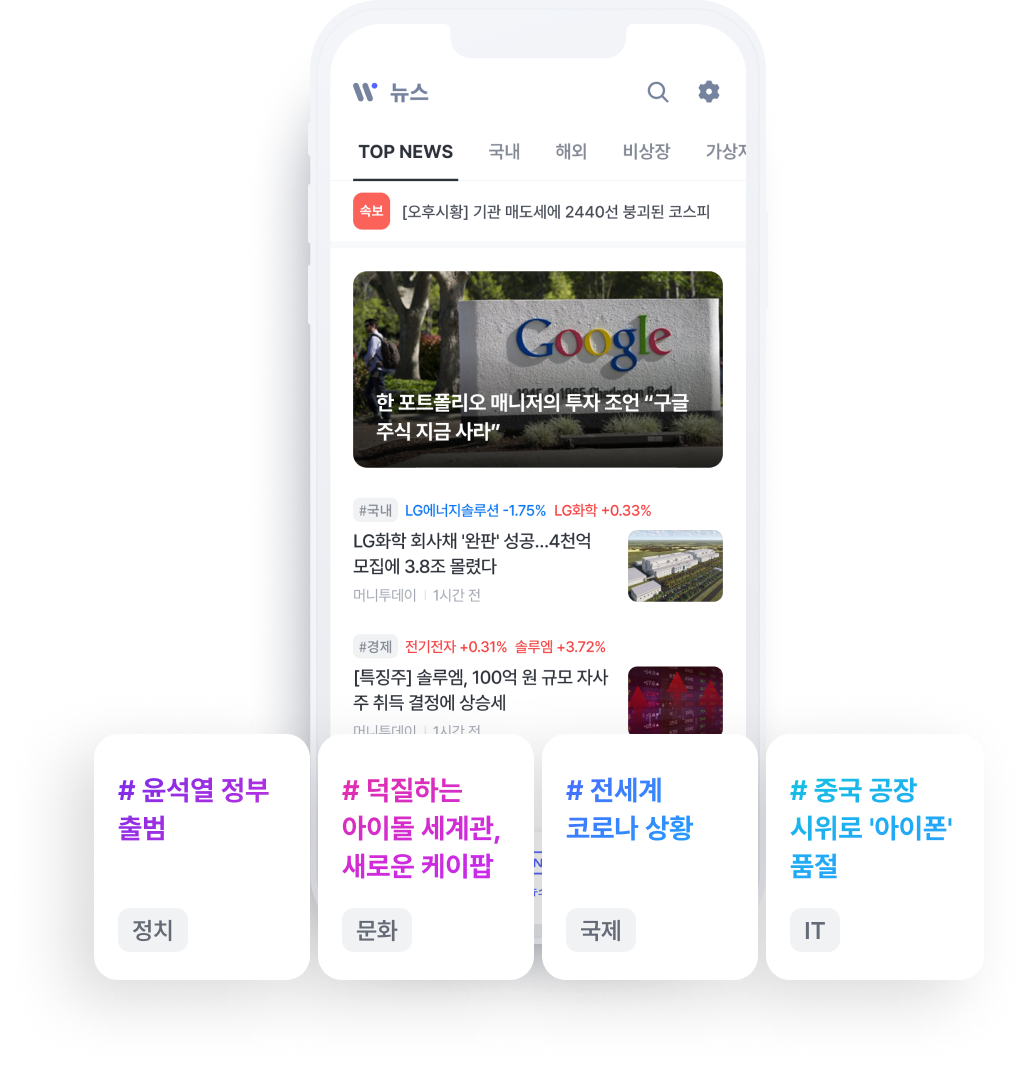 뉴스
TOP NEWS 국내 해외 비상장
속보 [오후시황] 기관 매도세에 2440선 붕괴된 코스피
Google
한 포트폴리오 매니저의 투자 조언 “구글
주식 지금 사라”
#국내 LG에너지솔루션 -1.75% LG화학 +0.33%
LG화학 회사채 '완판' 성공...4천억
모집에 3.8조 몰렸다
머니투데이 | 1시간 전
#경제 전기전자 +0.31% 솔루엠 +3.72%
[특징주] 솔루엠, 100억 원 규모 자사
주 취득 결정에 상승세
머니투데이 | 1시간 전
# 윤석열 정부
출범
정치
# 덕질하는
아이돌 세계관,
새로운 케이팝
문화
# 전세계
코로나 상황
국제
# 중국 공장
시위로 '아이폰'
품절
IT